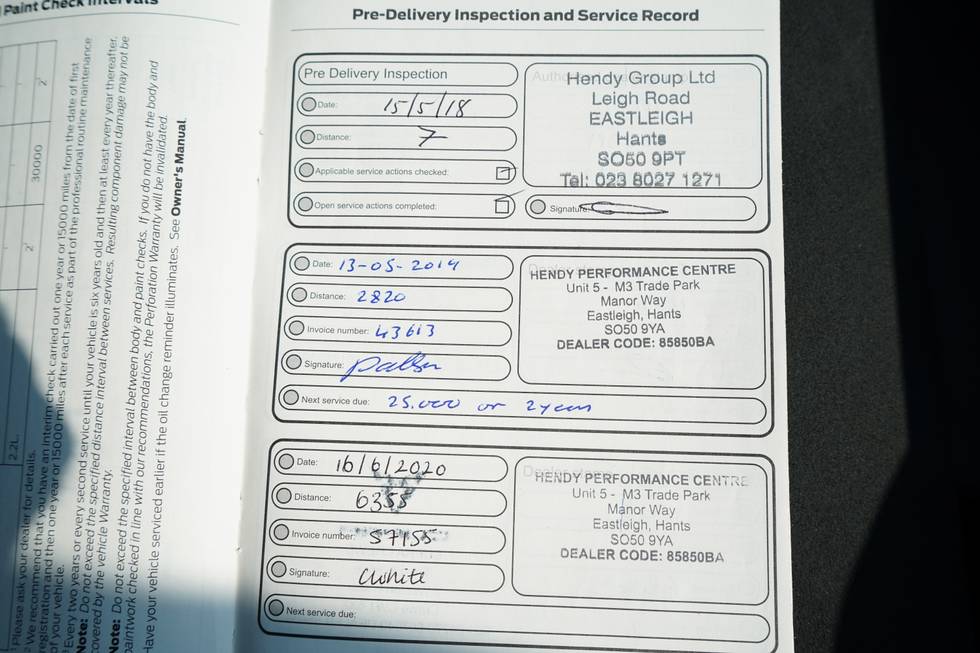 Paint Check Intervals
2'
30000
2'
2.2L
Please ask your dealer for details.
We recommend that you have an Interim check carried out one year or 15000 miles from the date of first
registration and then one year or 15000 miles after each service as part of the professional routine maintenance
of your vehicle.
Every two years or every second service until your vehicle is six years old and then at least every year thereafter.
Note: Do not exceed the specified distance interval between services. Resulting component damage may not be
covered by the vehicle Warranty.
Note: Do not exceed the specified interval between body and paint checks. If you do not have the body and
paintwork checked in line with our recommendations, the Perforation Warranty will be invalidated.
Have your vehicle serviced earlier if the oil change reminder illuminates. See Owner's Manual.
Pre-Delivery Inspection and Service Record
Pre Delivery Inspection
Date: 15/5/18
Distance: 7
Applicable service actions checked:
Open service actions completed:
Hendy Group Ltd
Leigh Road
EASTLEIGH
Hants
SO50 9PT
Tel: 023 8027 1271
Signature:
Date: 13-05-2019
Distance: 2820
Invoice number: 43613
Signature:
Next service due: 25.000 or 2 years
HENDY PERFORMANCE CENTRE
Unit 5 - M3 Trade Park
Manor Way
Eastleigh, Hants
SO50 9YA
DEALER CODE: 85850BA
Date: 16/6/2020
Distance: 6355
Invoice number: 57155
Signature: CWhite
Next service due:
HENDY PERFORMANCE CENTRE
Unit 5 - M3 Trade Park
Manor Way
Eastleigh, Hants
SO50 9YA
DEALER CODE: 85850BA